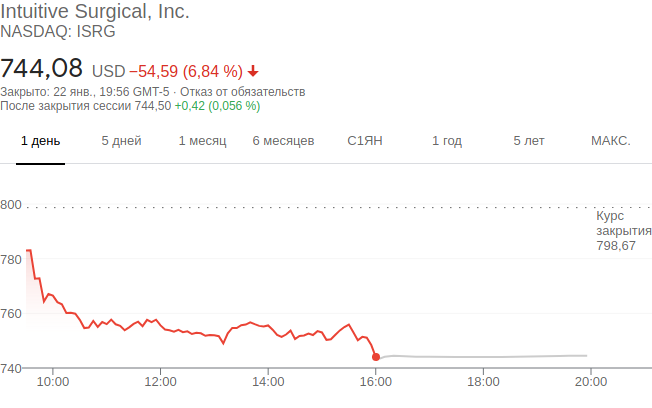 Intuitive Surgical, Inc.
NASDAQ: ISRG
744,08 USD −54,59 (6,84 %)
Закрыто: 22 янв., 19:56 GMT-5 · Отказ от обязательств
После закрытия сессии 744,50 +0,42 (0,056 %)
1 день 5 дней 1 месяц 6 месяцев С1ЯН 1 год 5 лет МАКС.
800
Курс
закрытия
798,67
780
760
740
10:00 12:00 14:00 16:00 18:00 20:00